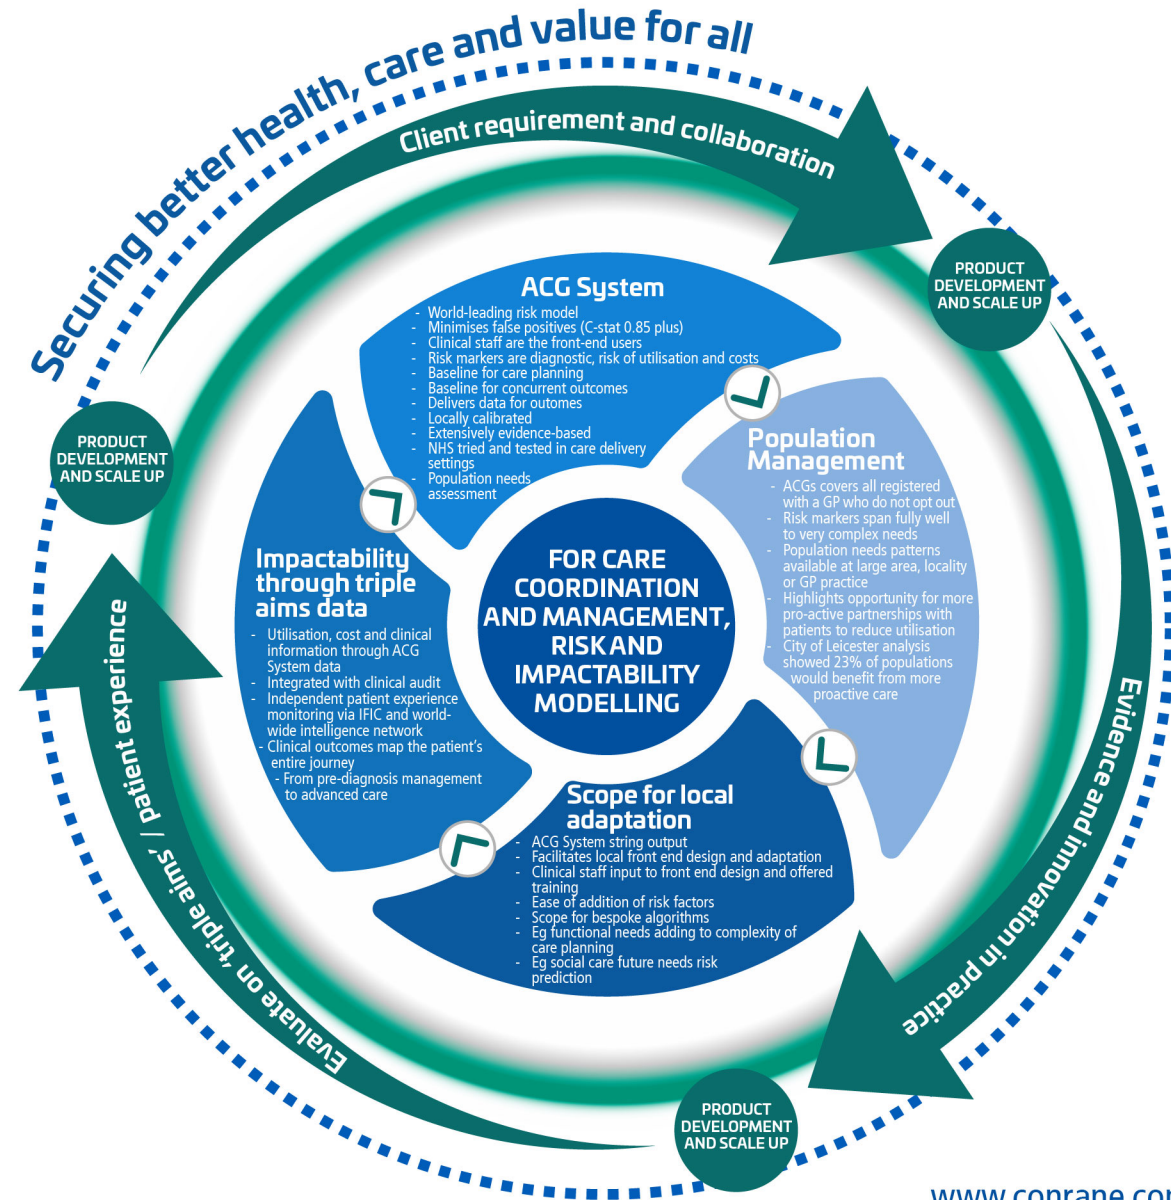 Securing better health, care and value for all
Client requirement and collaboration
PRODUCT
DEVELOPMENT
AND SCALE UP
ACG System
- World-leading risk model
- Minimises false positives (C-stat 0.85 plus)
- Clinical staff are the front-end users
- Risk markers are diagnostic, risk of utilisation and costs
- Baseline for care planning
- Baseline for concurrent outcomes
- Delivers data for outomes
- Locally calibrated
- Extensively evidence-based
- NHS tried and tested in care delivery
settings
- Population needs
assessment
Population
Management
- ACGs covers all registered
with a GP who do not opt out
- Risk markers span fully well
to very complex needs
- Population needs patterns
available at large area, locality
or GP practice
- Highlights opportunity for more
pro-active partnerships with
patients to reduce utilisation
- City of Leicester analysis
showed 23% of populations
would benefit from more
proactive care
Evidence and innovation in practice
PRODUCT
DEVELOPMENT
AND SCALE UP
Scope for local
adaptation
- ACG System string output
- Facilitates local front end design and adaptation
- Clinical staff input to front end design and offered
training
- Ease of addition of risk factors
- Scope for bespoke algorithms
- Eg functional needs adding to complexity of
care planning
- Eg social care future needs risk
prediction
Evaluate on 'triple aims' / patient experience
PRODUCT
DEVELOPMENT
AND SCALE UP
Impactability
through triple
aims data
- Utilisation, cost and clinical
information through ACG
System data
- Integrated with clinical audit
- Independent patient experience
monitoring via IFIC and world-
wide intelligence network
- Clinical outcomes map the patient's
entire journey
- From pre-diagnosis management
to advanced care
FOR CARE
COORDINATION
AND MANAGEMENT,
RISK AND
IMPACTABILITY
MODELLING